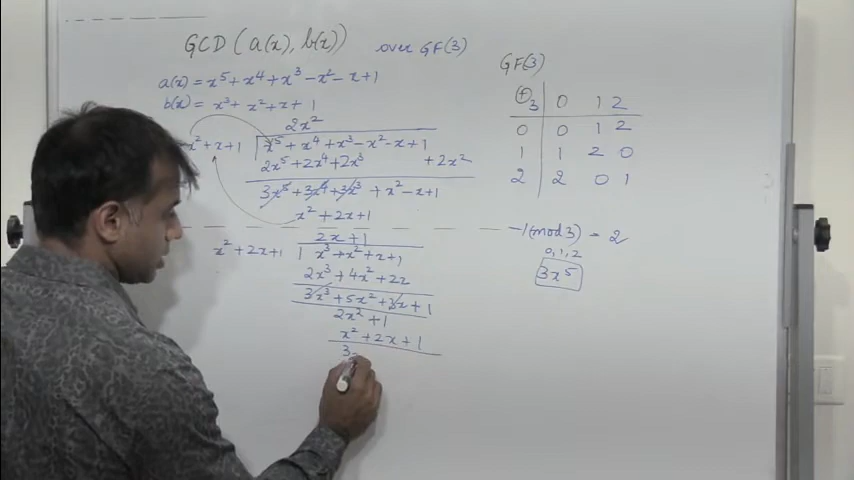 GCD (a(x), b(x)) over GF(3)
a(x) = x⁵ + x⁴ + x³ - x² - x + 1
b(x) = x³ + x² + x + 1
2x²
x² + x + 1 | x⁵ + x⁴ + x³ - x² - x + 1
2x⁵ + 2x⁴ + 2x³ + 2x²
3x⁵ + 3x⁴ + 3x³ + x² - x + 1
x² + 2x + 1
2x + 1
x² + 2x + 1 | x³ + x² + x + 1
2x³ + 4x² + 2x
3x³ + 5x² + 3x + 1
2x² + 1
x² + 2x + 1
3
GF(3)
+3 0 1 2
0 0 1 2
1 1 2 0
2 2 0 1
-1 (mod 3) = 2
0, 1, 2
3x⁵